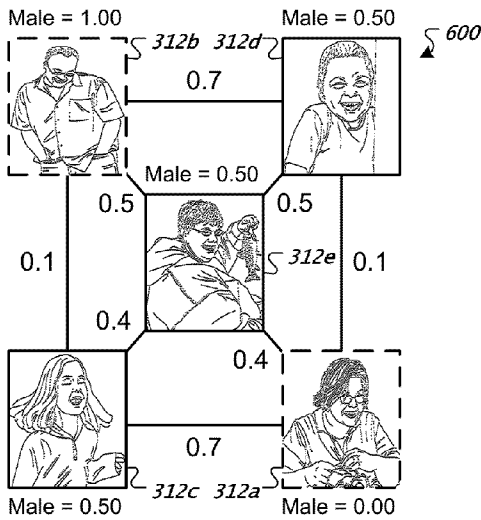 Male = 1.00
Male = 0.50
600
312b
312d
0.7
Male = 0.50
0.5
0.5
312e
0.1
0.1
0.4
0.4
0.7
312c
312a
Male = 0.50
Male = 0.00